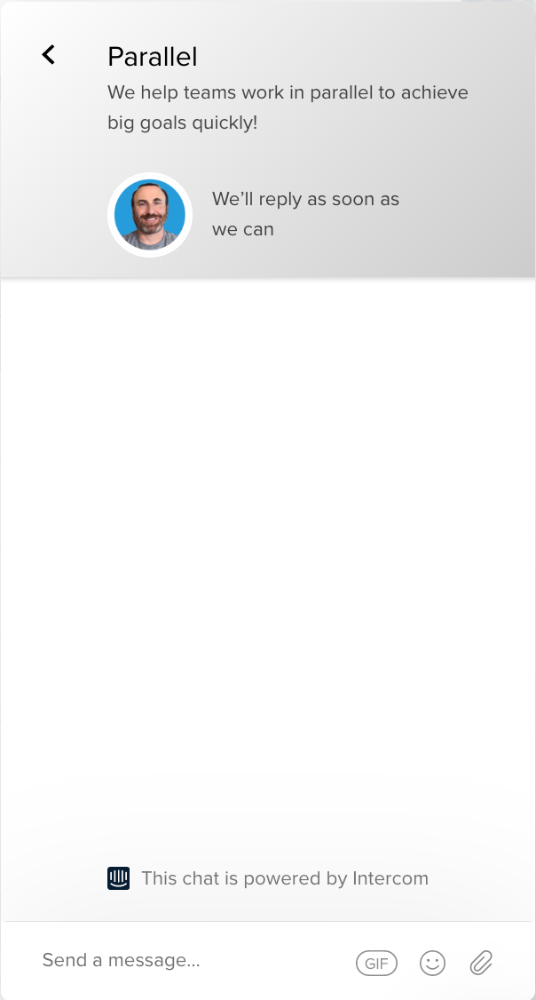 Parallel
We help teams work in parallel to achieve
big goals quickly!
We’ll reply as soon as
we can
This chat is powered by Intercom
Send a message...
GIF